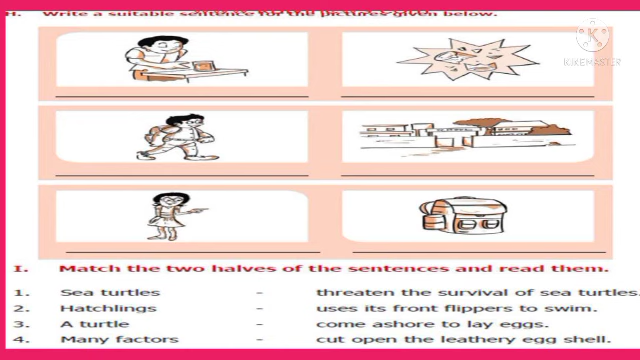 H. Write a suitable sentence for the pictures given below.
KINEMASTER
I. Match the two halves of the sentences and read them.
1. Sea turtles - threaten the survival of sea turtles.
2. Hatchlings - uses its front flippers to swim.
3. A turtle - come ashore to lay eggs.
4. Many factors - cut open the leathery egg shell.